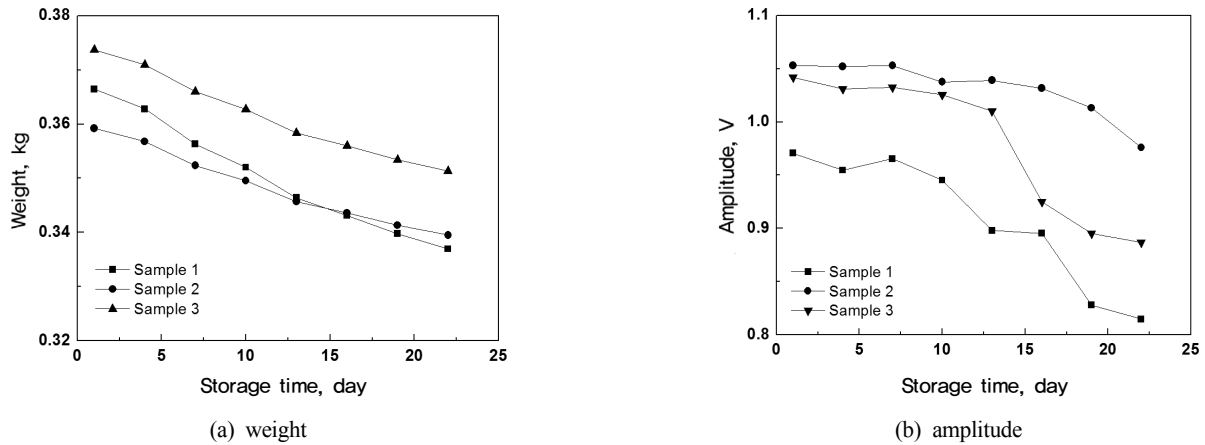 0.38
0.36
0.34
0.32
Weight, kg
Sample 1
Sample 2
Sample 3
0 5 10 15 20 25
Storage time, day
(a) weight
1.1
1.0
0.9
0.8
Amplitude, V
Sample 1
Sample 2
Sample 3
0 5 10 15 20 25
Storage time, day
(b) amplitude